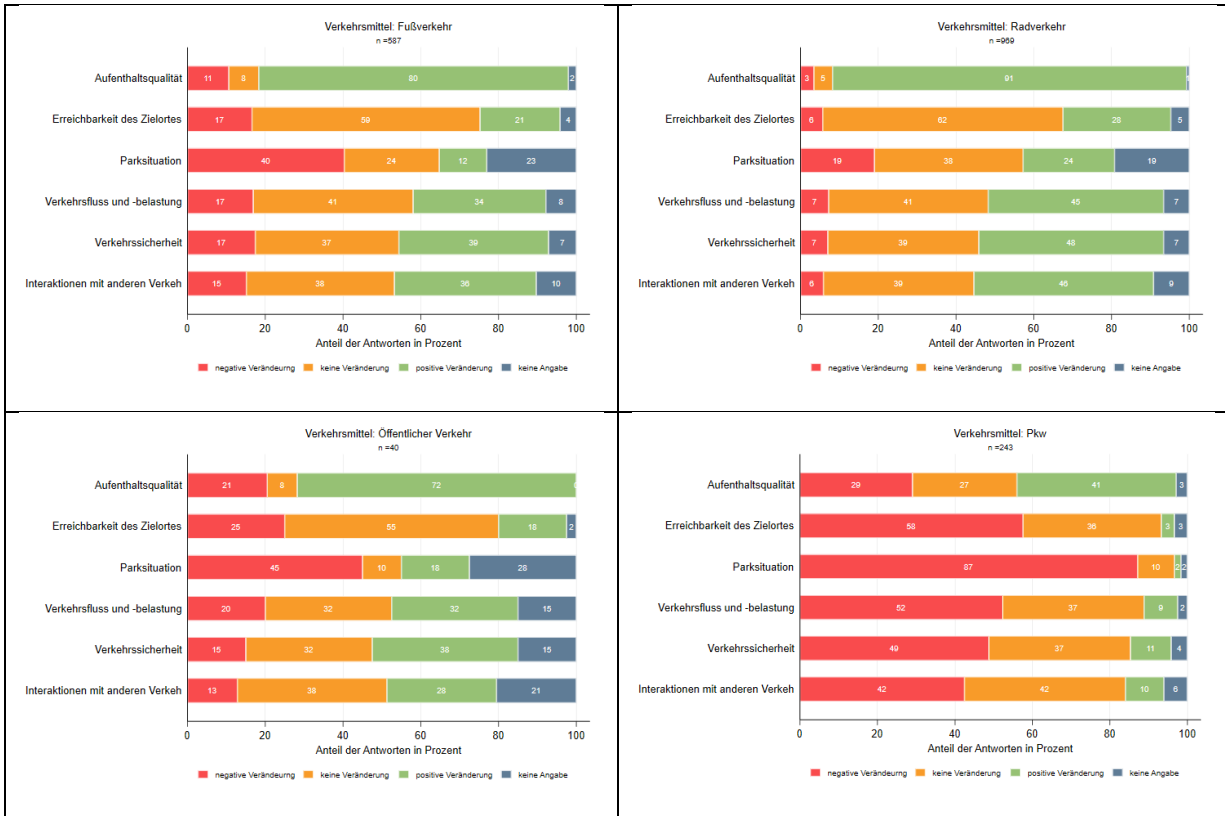 Verkehrsmittel: Fußverkehr
n =587
Aufenthaltsqualität 11 8 80 2
Erreichbarkeit des Zielortes 17 59 21 4
Parksituation 40 24 12 23
Verkehrsfluss und -belastung 17 41 34 8
Verkehrssicherheit 17 37 39 7
Interaktionen mit anderen Verkeh 15 38 36 10
0 20 40 60 80 100
Anteil der Antworten in Prozent
negative Verändeurng keine Veränderung positive Veränderung keine Angabe
Verkehrsmittel: Radverkehr
n =969
Aufenthaltsqualität 3 5 91
Erreichbarkeit des Zielortes 6 62 28 5
Parksituation 19 38 24 19
Verkehrsfluss und -belastung 7 41 45 7
Verkehrssicherheit 7 39 48 7
Interaktionen mit anderen Verkeh 6 39 46 9
0 20 40 60 80 100
Anteil der Antworten in Prozent
negative Verändeurng keine Veränderung positive Veränderung keine Angabe
Verkehrsmittel: Öffentlicher Verkehr
n =40
Aufenthaltsqualität 21 8 72
Erreichbarkeit des Zielortes 25 55 18 2
Parksituation 45 10 18 28
Verkehrsfluss und -belastung 20 32 32 15
Verkehrssicherheit 15 32 38 15
Interaktionen mit anderen Verkeh 13 38 28 21
0 20 40 60 80 100
Anteil der Antworten in Prozent
negative Verändeurng keine Veränderung positive Veränderung keine Angabe
Verkehrsmittel: Pkw
n =243
Aufenthaltsqualität 29 27 41 3
Erreichbarkeit des Zielortes 58 36 3 3
Parksituation 87 10 2 2
Verkehrsfluss und -belastung 52 37 9 2
Verkehrssicherheit 49 37 11 4
Interaktionen mit anderen Verkeh 42 42 10 6
0 20 40 60 80 100
Anteil der Antworten in Prozent
negative Verändeurng keine Veränderung positive Veränderung keine Angabe